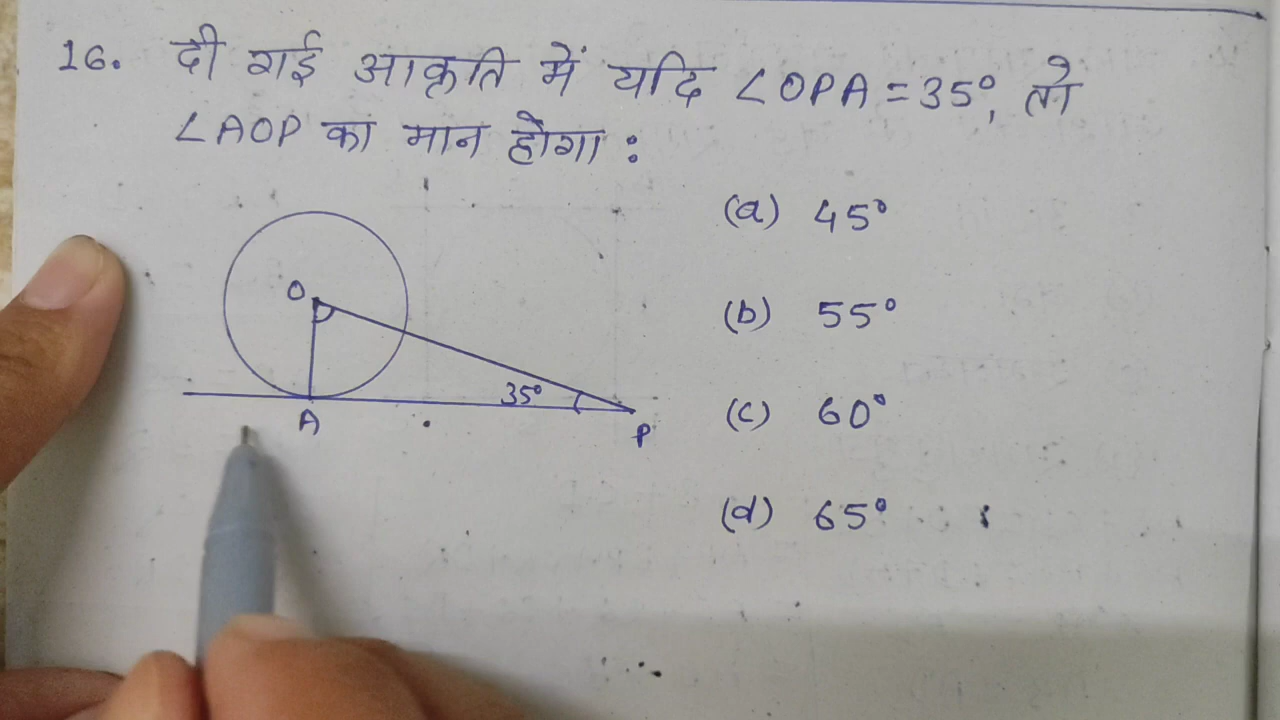 16. दी गई आकृति में यदि ∠OPA = 35°, तो
∠AOP का मान होगा :
(a) 45°
(b) 55°
(c) 60°
(d) 65°
O
35°
A
P